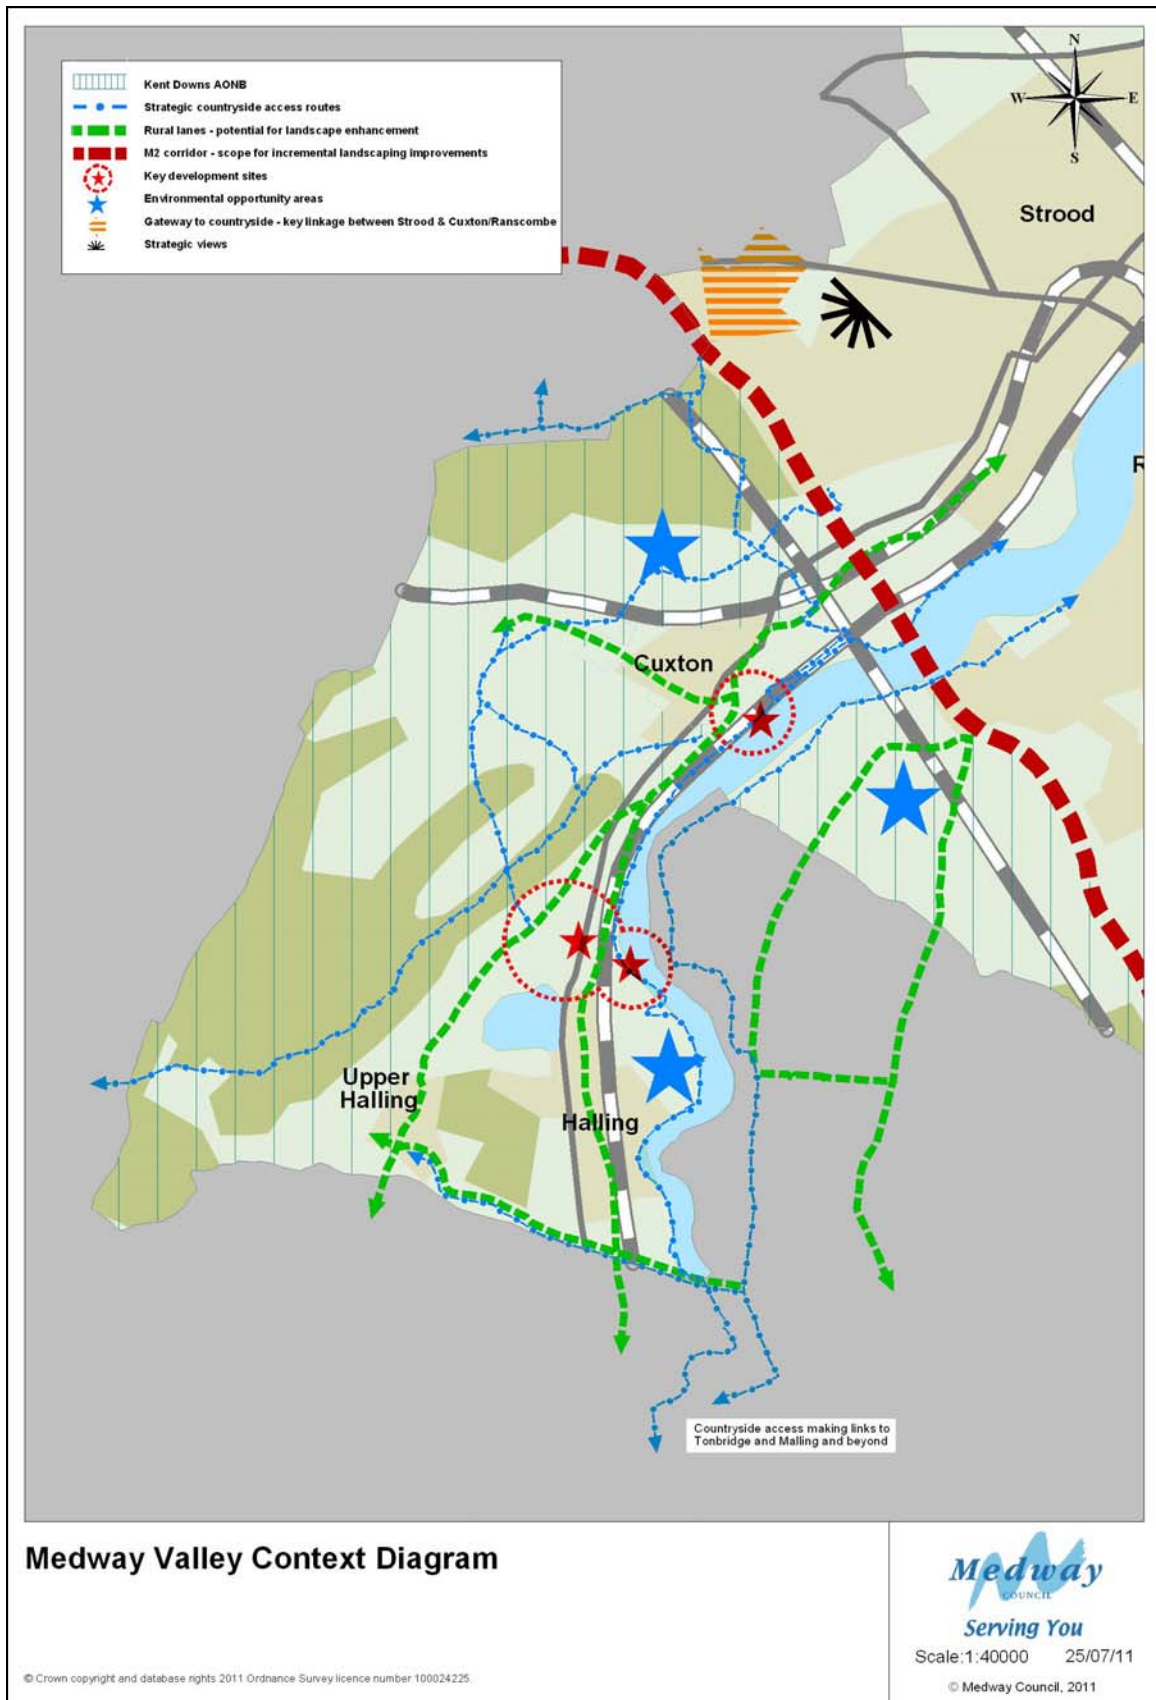 Kent Downs AONB
Strategic countryside access routes
Rural lanes - potential for landscape enhancement
M2 corridor - scope for incremental landscaping improvements
Key development sites
Environmental opportunity areas
Gateway to countryside - key linkage between Strood & Cuxton/Ranscombe
Strategic views
N
W
E
S
Strood
R
Cuxton
Upper
Halling
Halling
Countryside access making links to
Tonbridge and Malling and beyond
Medway Valley Context Diagram
Medway
COUNCIL
Serving You
Scale:1:40000 25/07/11
© Crown copyright and database rights 2011 Ordnance Survey licence number 100024225
© Medway Council, 2011